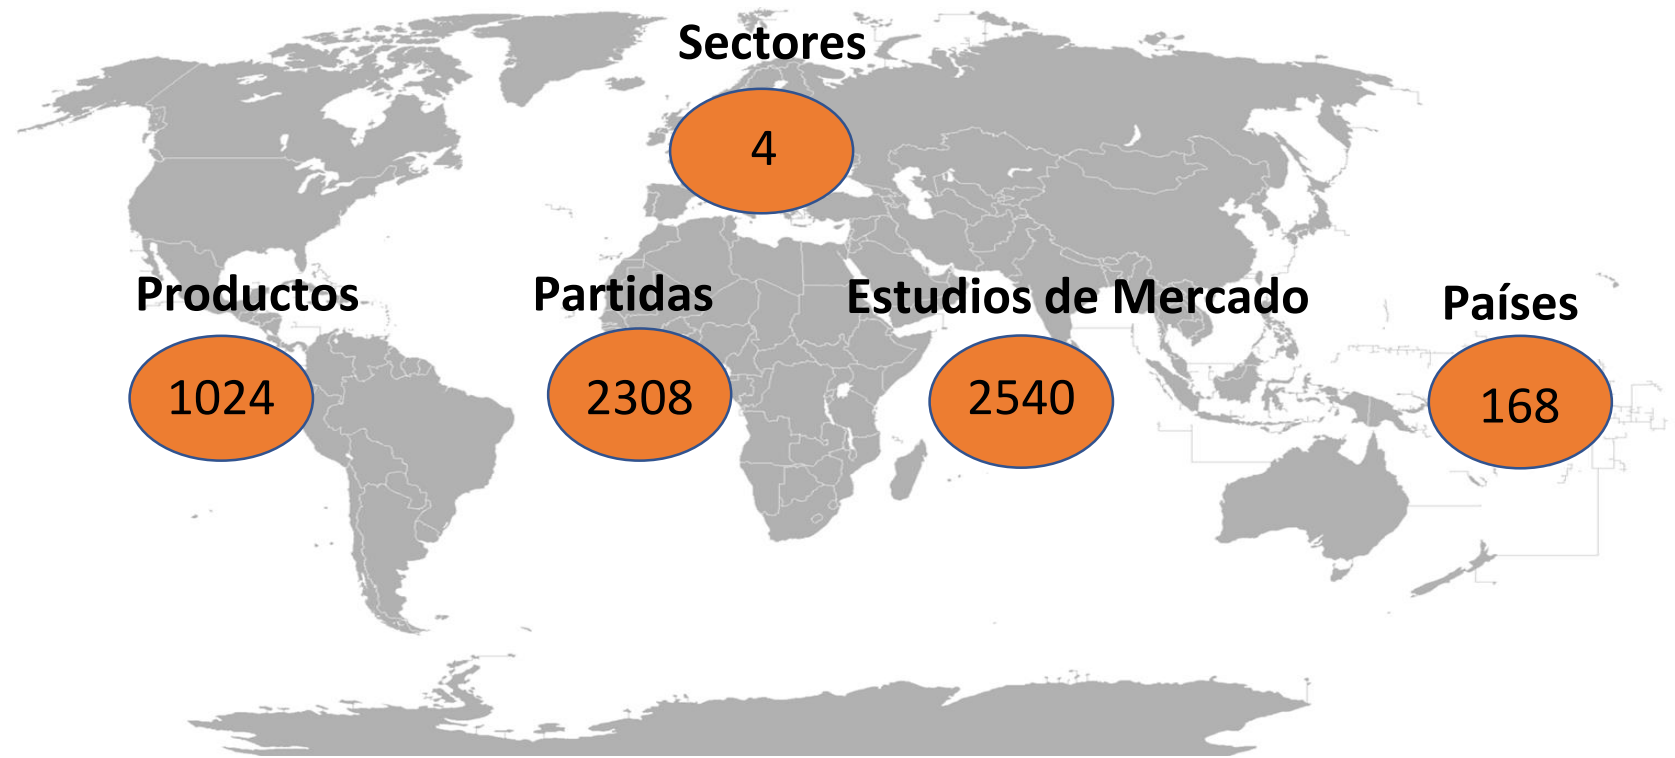 Sectores
4
Productos
1024
Partidas
2308
Estudios de Mercado
2540
Países
168